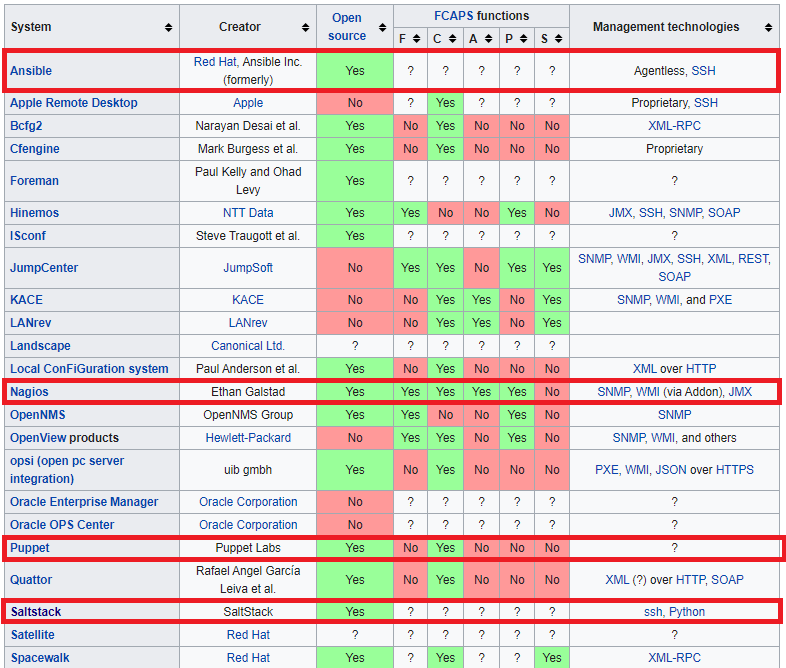 System Creator Open source FCAPS functions Management technologies
F C A P S
Ansible Red Hat, Ansible Inc. (formerly) Yes ? ? ? ? ? Agentless, SSH
Apple Remote Desktop Apple No ? Yes ? ? ? Proprietary, SSH
Bcfg2 Narayan Desai et al. Yes No Yes No No No XML-RPC
Cfengine Mark Burgess et al. Yes No Yes No No No Proprietary
Foreman Paul Kelly and Ohad Levy Yes ? ? ? ? ? ?
Hinemos NTT Data Yes Yes No No Yes No JMX, SSH, SNMP, SOAP
ISconf Steve Traugott et al. Yes ? ? ? ? ? ?
JumpCenter JumpSoft No Yes Yes No Yes Yes SNMP, WMI, JMX, SSH, XML, REST, SOAP
KACE KACE No No Yes Yes No Yes SNMP, WMI, and PXE
LANrev LANrev No No Yes Yes No Yes
Landscape Canonical Ltd. ? ? ? ? ? ?
Local ConFiGuration system Paul Anderson et al. Yes No Yes No No No XML over HTTP
Nagios Ethan Galstad Yes Yes Yes Yes Yes No SNMP, WMI (via Addon), JMX
OpenNMS OpenNMS Group Yes Yes No No Yes No SNMP
OpenView products Hewlett-Packard No Yes Yes No Yes No SNMP, WMI, and others
opsi (open pc server integration) uib gmbh Yes No Yes No No No PXE, WMI, JSON over HTTPS
Oracle Enterprise Manager Oracle Corporation No ? ? ? ? ? ?
Oracle OPS Center Oracle Corporation No ? ? ? ? ? ?
Puppet Puppet Labs Yes No Yes No No No ?
Quattor Rafael Angel García Leiva et al. Yes No Yes No No No XML (?) over HTTP, SOAP
Saltstack SaltStack Yes ? ? ? ? ? ssh, Python
Satellite Red Hat ? ? ? ? ? ? ?
Spacewalk Red Hat Yes ? Yes ? ? Yes XML-RPC